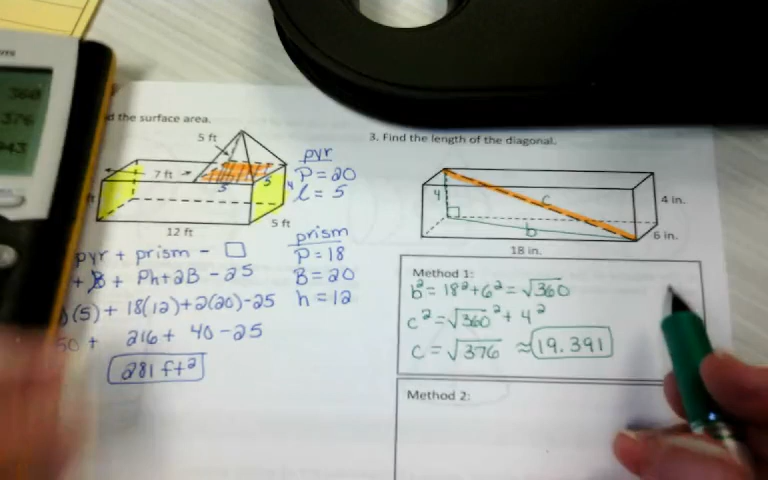 360
376
943
d the surface area.
5 ft
7 ft
5
5
4
ft
12 ft
5 ft
pyr
P = 20
l = 5
prism
P = 18
B = 20
h = 12
pyr + prism - □
+ B + Ph + 2B - 25
(5) + 18(12) + 2(20) - 25
50 + 216 + 40 - 25
281 ft²
3. Find the length of the diagonal.
4
c
b
4 in.
6 in.
18 in.
Method 1:
b² = 18² + 6² = √360
c² = √360² + 4²
c = √376 ≈ 19.391
Method 2: